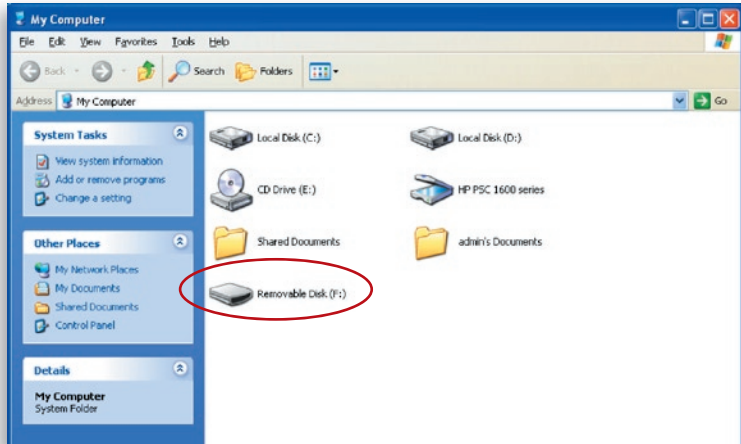 My Computer
File Edit View Favorites Tools Help
Back Search Folders
Address My Computer Go
System Tasks
View system information
Add or remove programs
Change a setting
Other Places
My Network Places
My Documents
Shared Documents
Control Panel
Details
My Computer
System Folder
Local Disk (C:) Local Disk (D:)
CD Drive (E:) HP PSC 1600 series
Shared Documents admin's Documents
Removable Disk (F:)